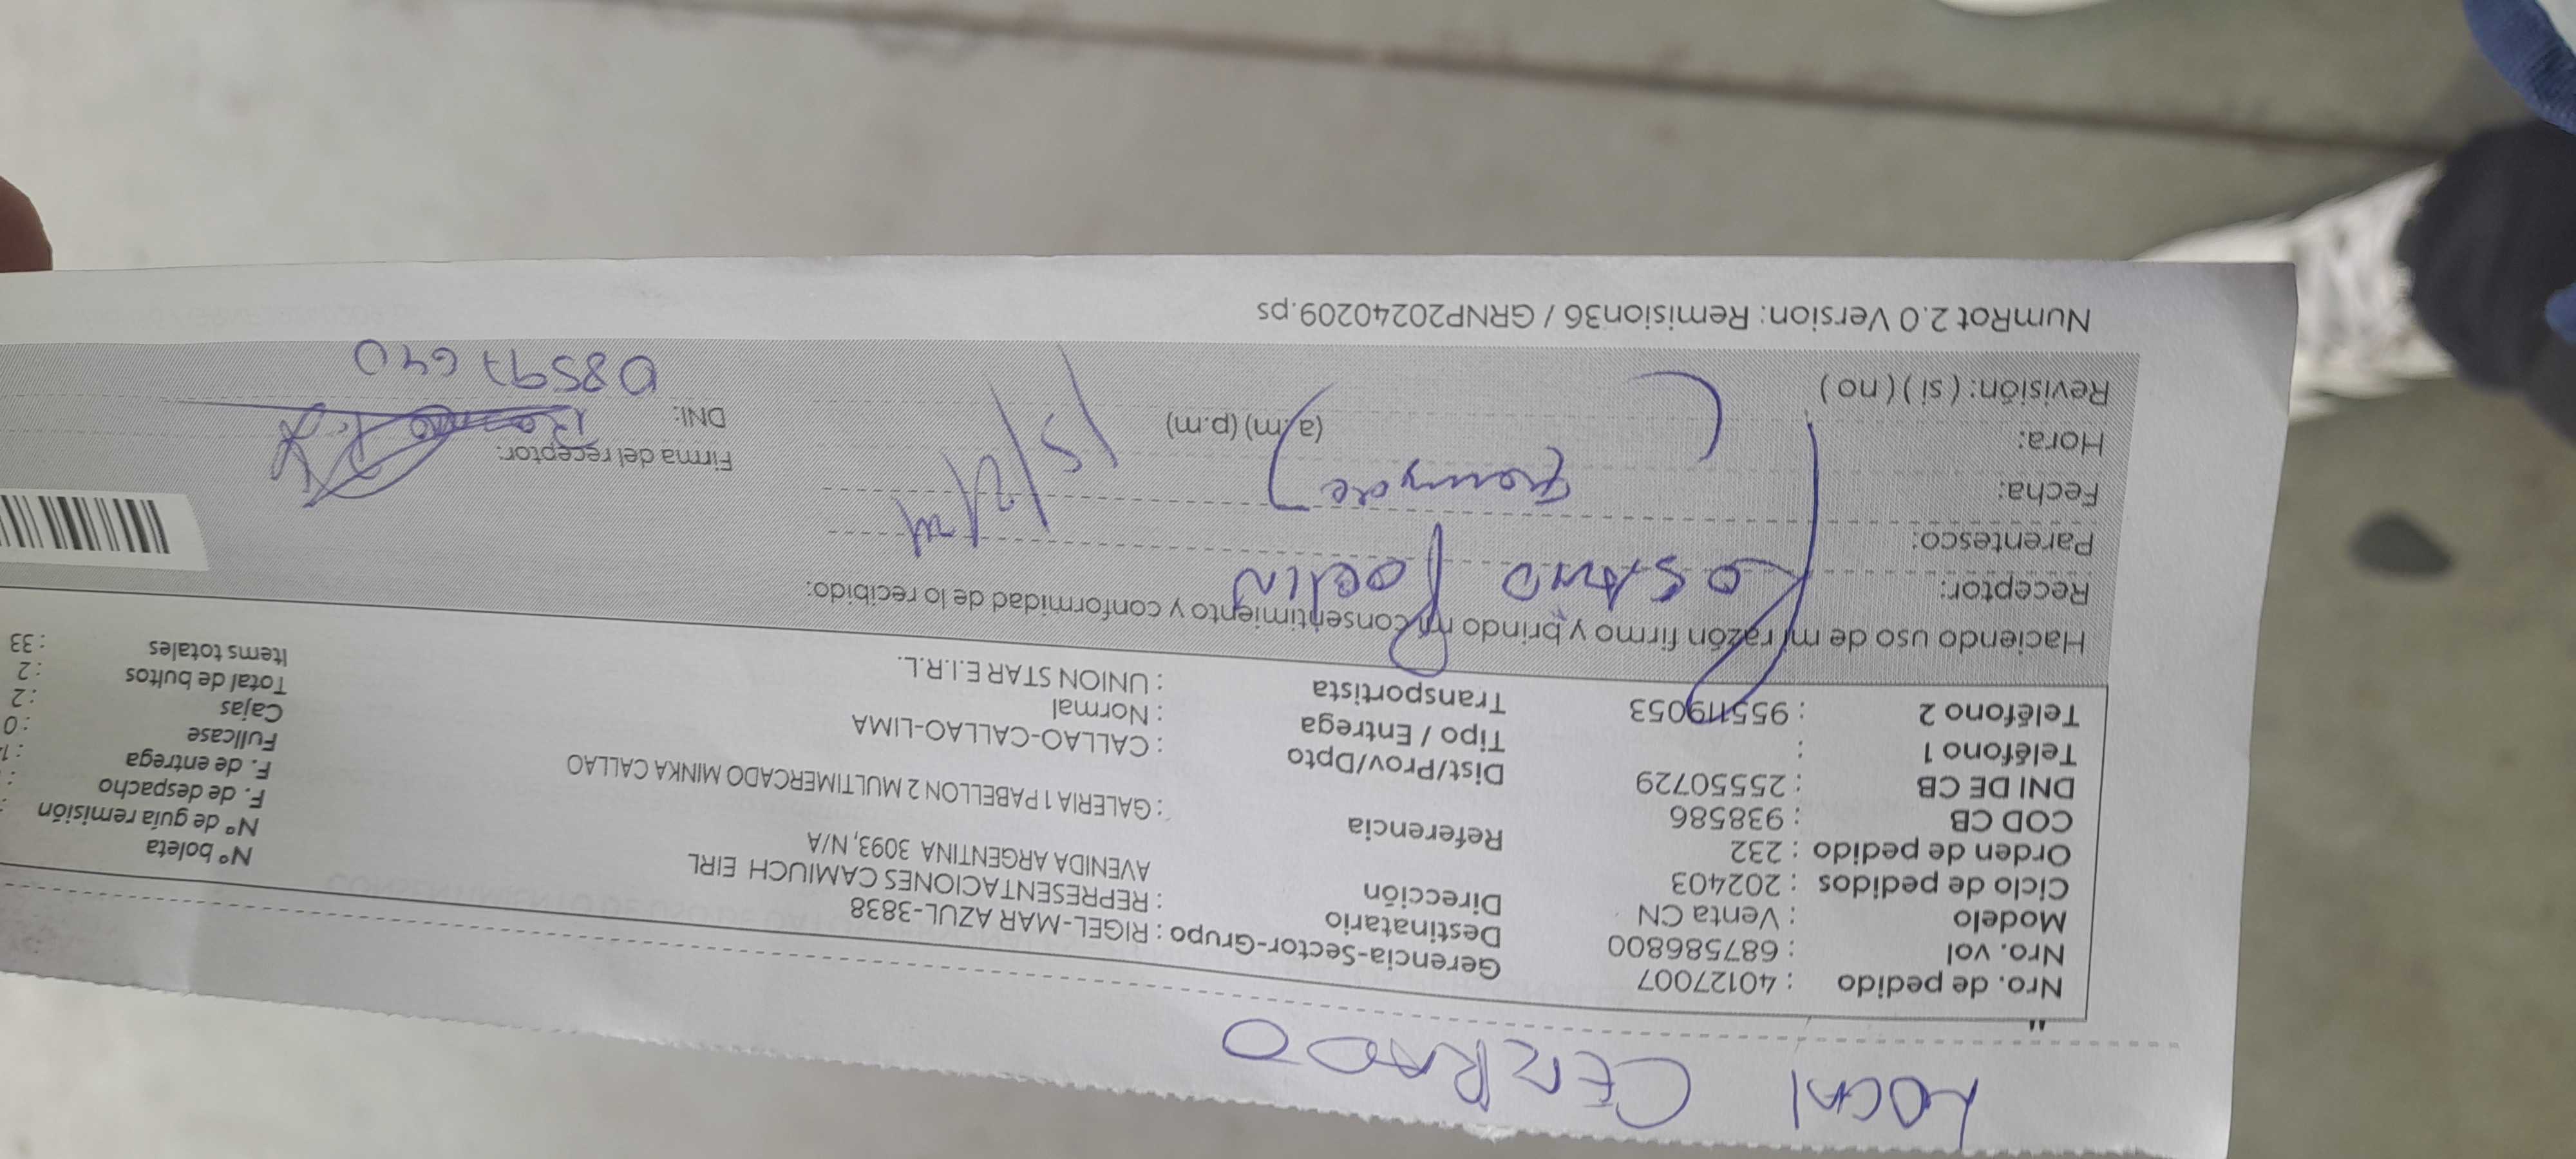 LOCAL CERRADO
Nro. de pedido : 40127007
Nro. vol : 687586800
Modelo : Venta CN
Ciclo de pedidos : 202403
Orden de pedido : 232
COD CB : 938586
DNI DE CB : 25550729
Teléfono 1 :
Teléfono 2 : 955119053
Gerencia-Sector-Grupo : RIGEL-MAR AZUL-3838
Destinatario : REPRESENTACIONES CAMIUCH EIRL
Dirección AVENIDA ARGENTINA 3093, N/A
Referencia : GALERIA 1 PABELLON 2 MULTIMERCADO MINKA CALLAO
Dist/Prov/Dpto : CALLAO-CALLAO-LIMA
Tipo / Entrega : Normal
Transportista : UNION STAR E.I.R.L.
N° boleta
N° de guía remisión :
F. de despacho :
F. de entrega : 1
Fullcase : 0
Cajas : 2
Total de bultos : 2
Items totales : 33
Haciendo uso de mi razón firmo y brindo mi consentimiento y conformidad de lo recibido:
Receptor:
Parentesco:
Fecha: 15/2/24
Hora: (a.m) (p.m)
Revisión: ( si ) ( no )
Firma del receptor:
DNI: 08597640
NumRot 2.0 Version: Remision36 / GRNP20240209.ps